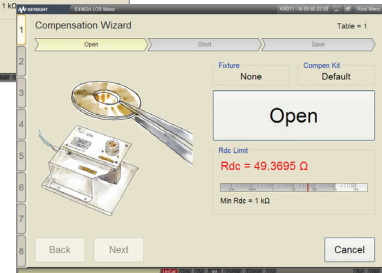 1 kΩ
KEYSIGHT E4982A LCR Meter
Root Menu
1 Compensation Wizard Table = 1
Open Short Save
2
Fixture Compen Kit
None Default
3
Open
4
5
Rdc Limit
Rdc = 49.3695 Ω
6
Min Rdc = 1 kΩ
7
8
Back Next Cancel